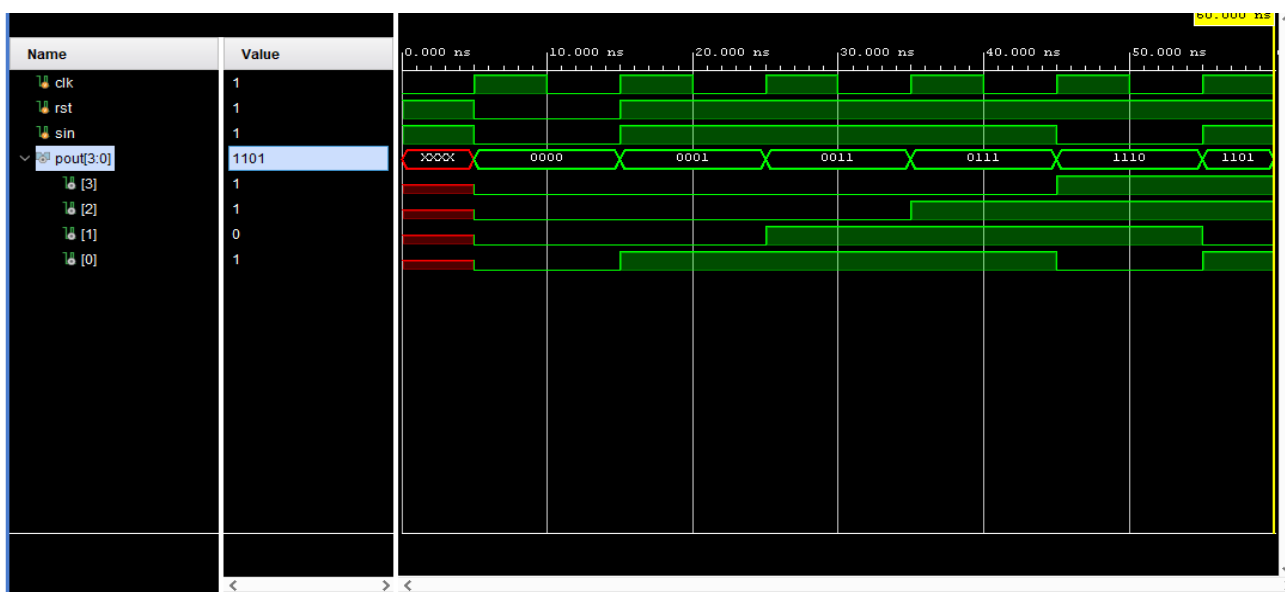 60.000 ns
Name Value
0.000 ns 10.000 ns 20.000 ns 30.000 ns 40.000 ns 50.000 ns
clk 1
rst 1
sin 1
pout[3:0] 1101 XXXX 0000 0001 0011 0111 1110 1101
[3] 1
[2] 1
[1] 0
[0] 1